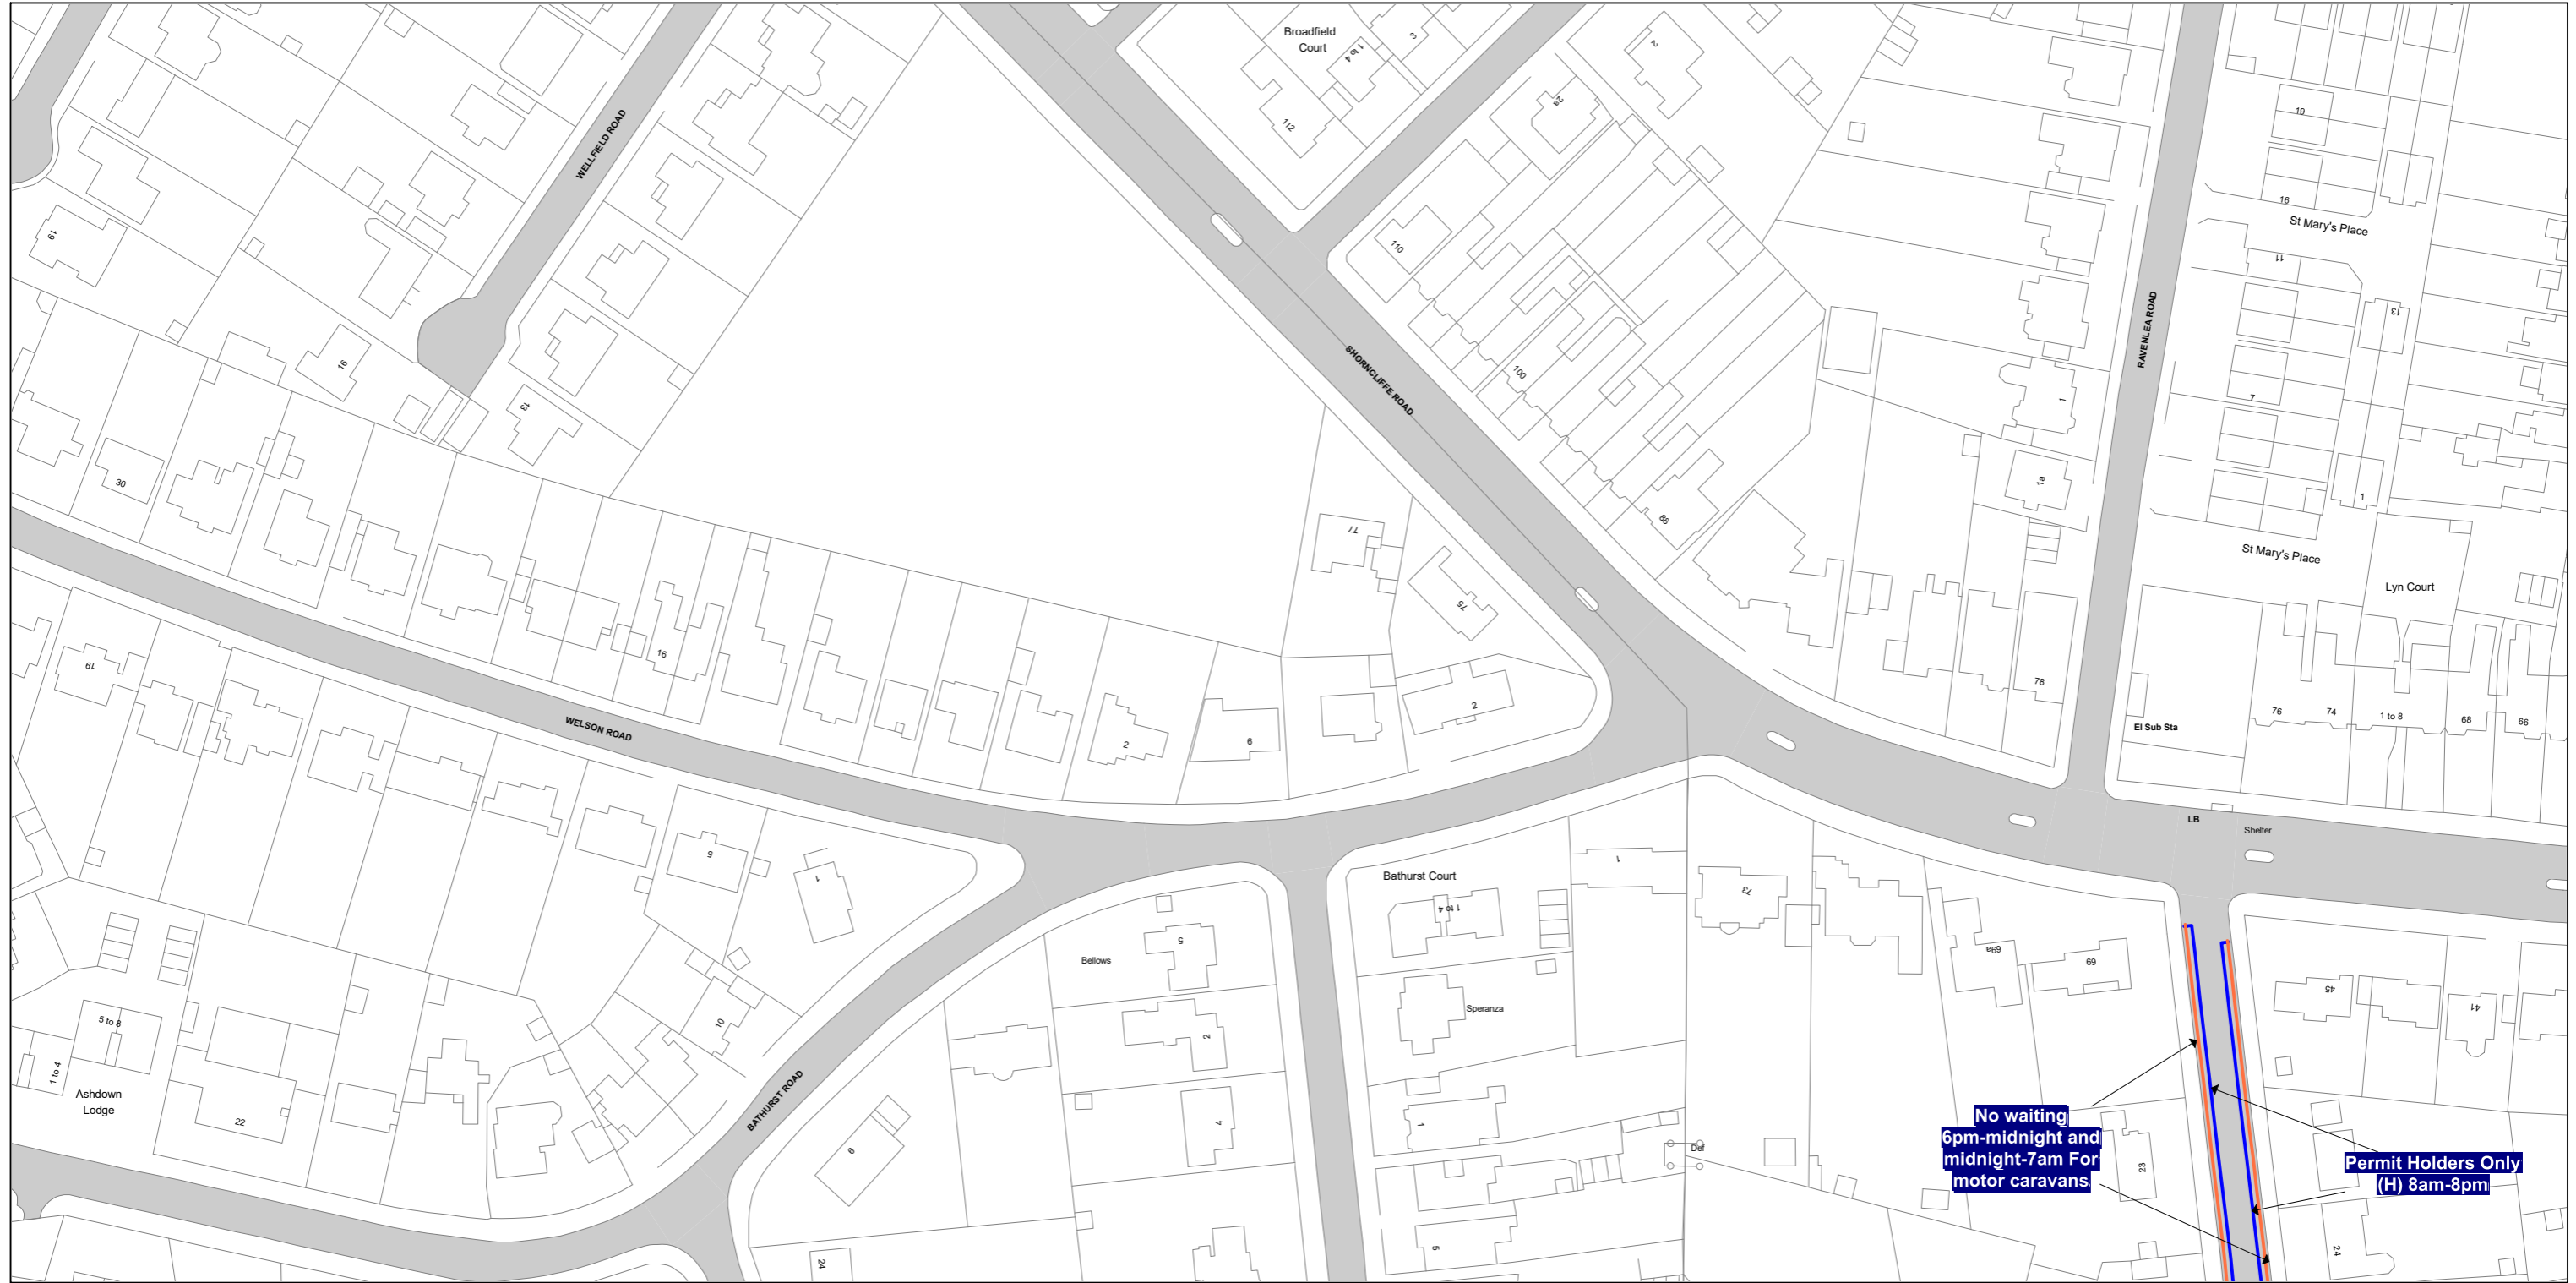 Broadfield
Court
3
1 to 4
112
2
2a
WELLFIELD ROAD
19
16
13
110
100
88
SHORNCLIFFE ROAD
RAVENLEA ROAD
19
16
St Mary's Place
11
13
7
1
1
1a
St Mary's Place
Lyn Court
30
77
75
2
6
2
16
19
WELSON ROAD
78
76
74
1 to 8
68
66
El Sub Sta
LB
Shelter
5
1
Bathurst Court
1 to 4
1
73
69a
69
45
41
Bellows
5
Speranza
2
10
5 to 8
1 to 4
Ashdown
Lodge
22
BATHURST ROAD
6
4
1
Def
5
24
No waiting
6pm-midnight and
midnight-7am For
motor caravans.
23
Permit Holders Only
(H) 8am-8pm
24